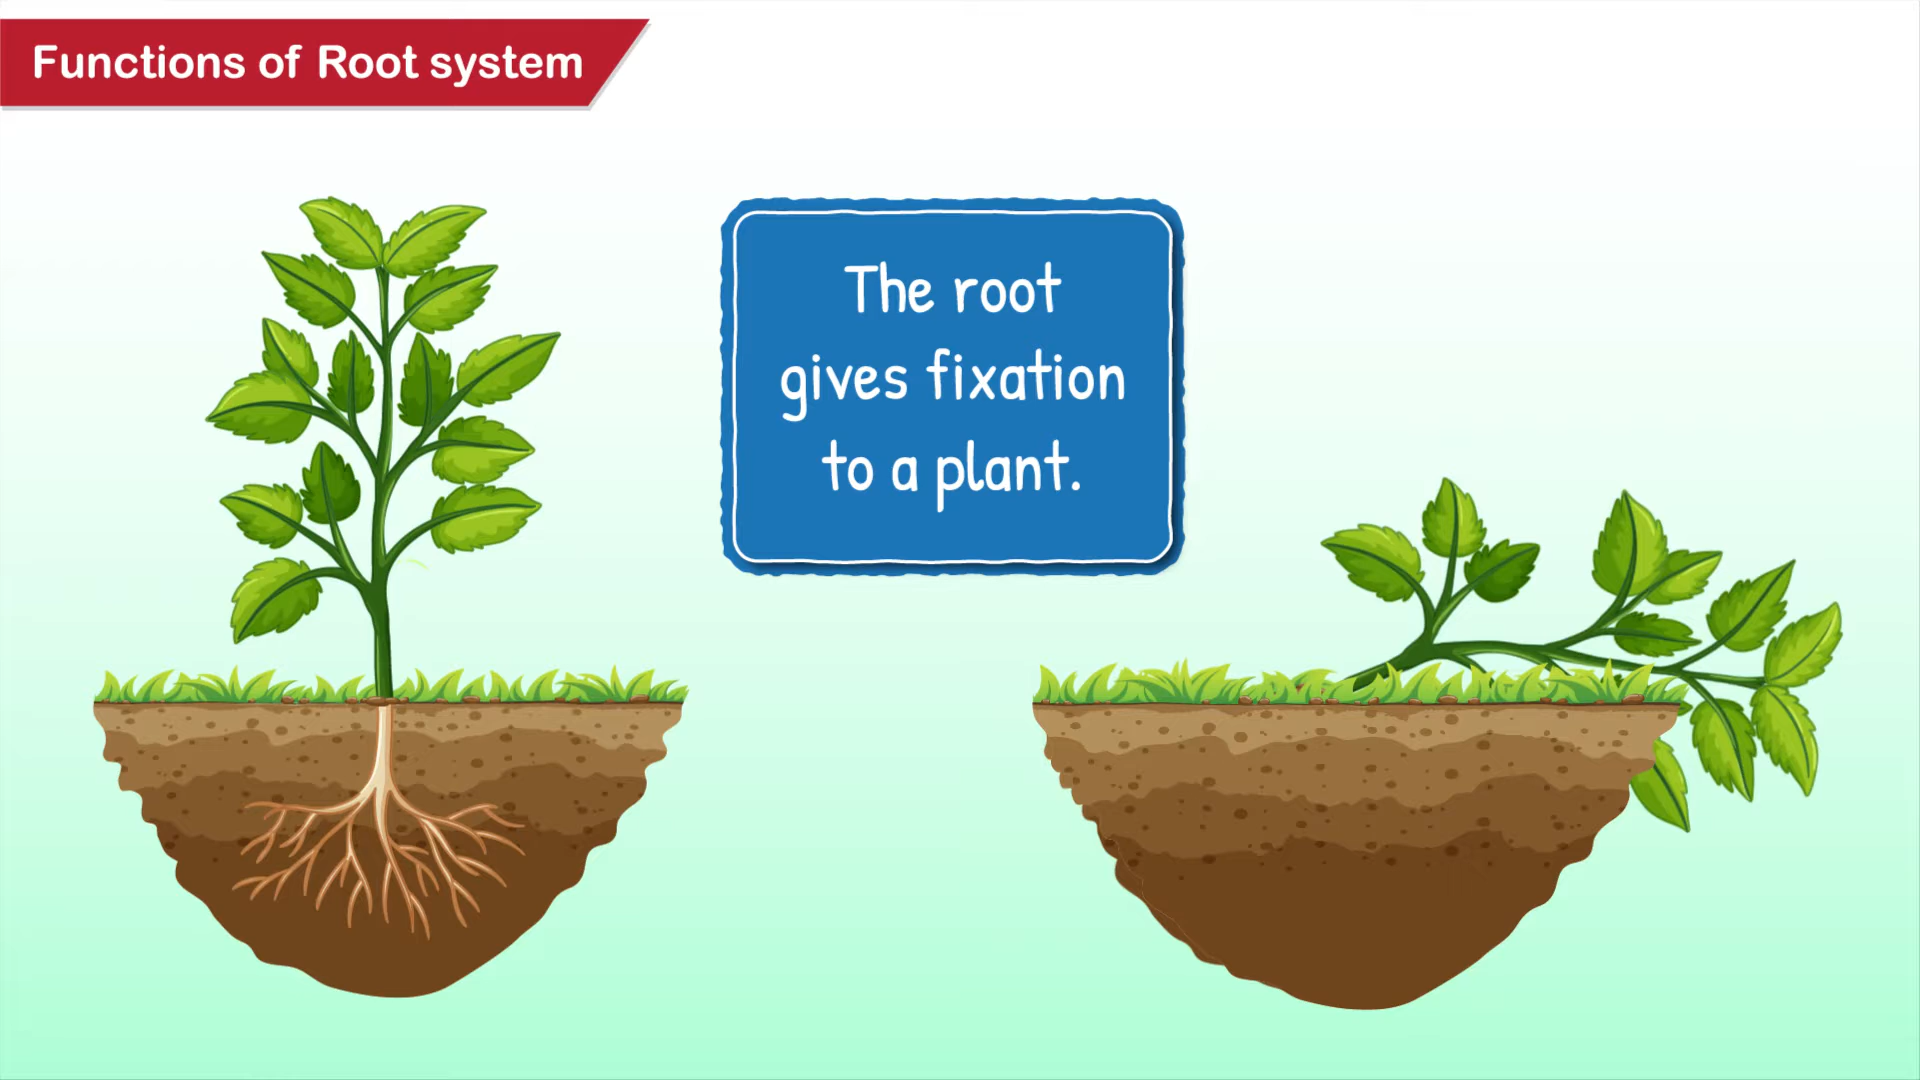 Functions of Root system
The root
gives fixation
to a plant.